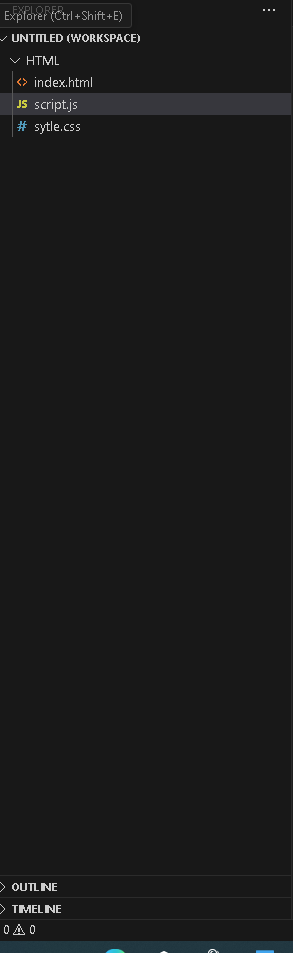 EXPLORER
Explorer (Ctrl+Shift+E)
UNTITLED (WORKSPACE)
HTML
<> index.html
JS script.js
# sytle.css
OUTLINE
TIMELINE
0 0